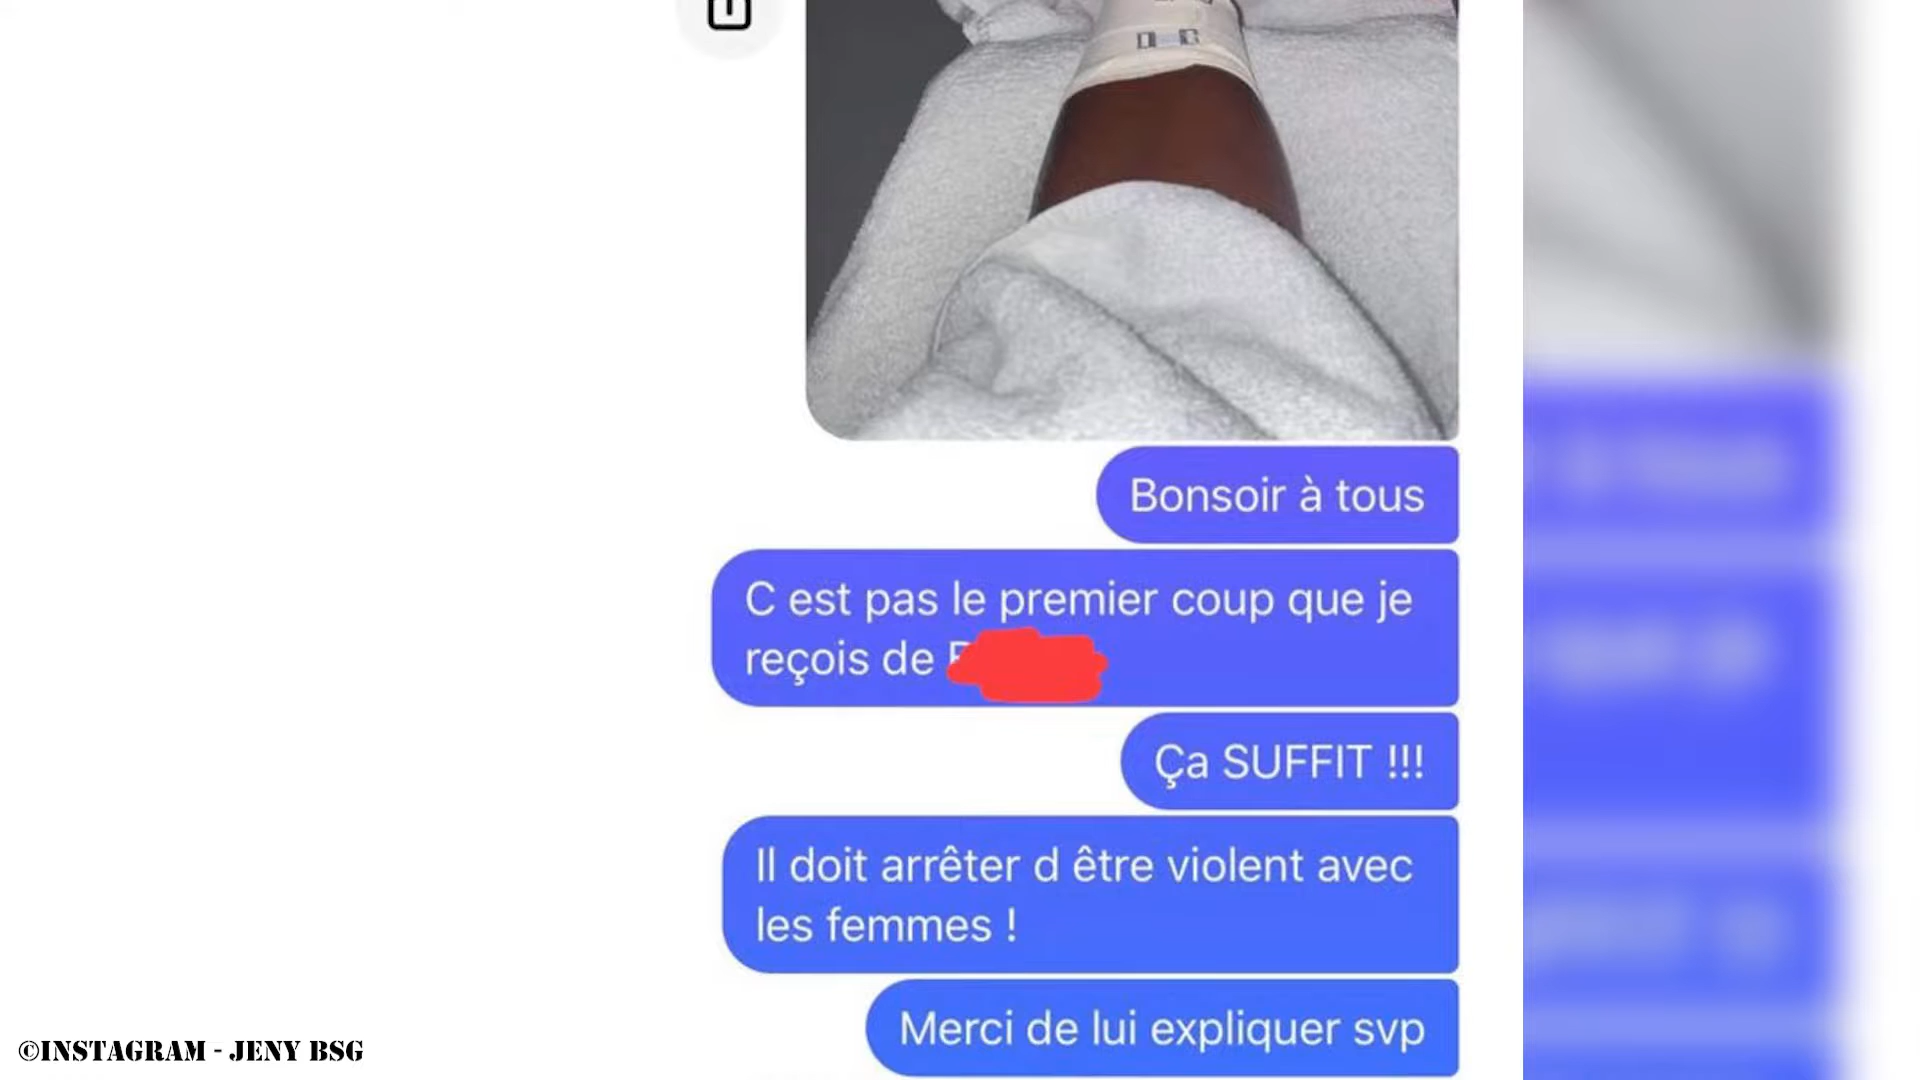 Bonsoir à tous
C est pas le premier coup que je
reçois de
Ça SUFFIT !!!
Il doit arrêter d être violent avec
les femmes !
Merci de lui expliquer svp
©INSTAGRAM - JENY BSG